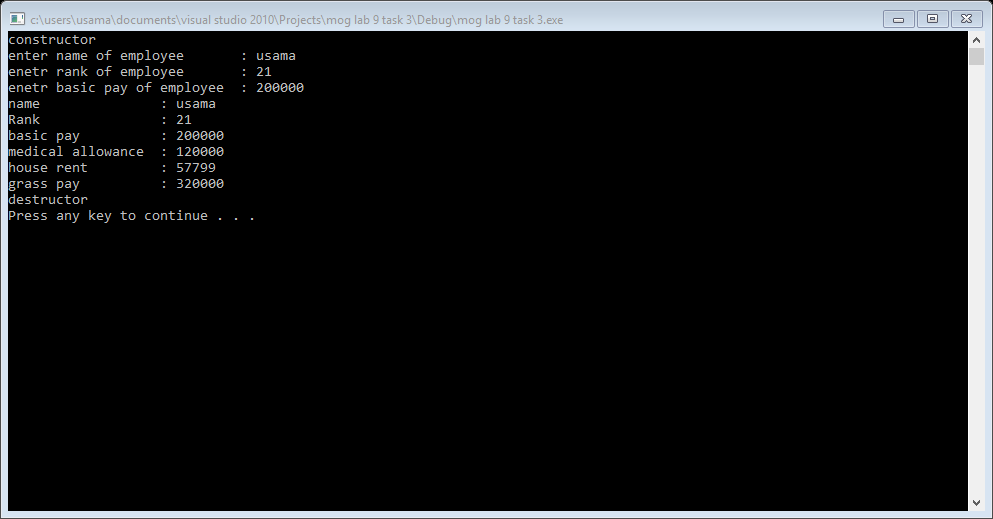 c:\users\usama\documents\visual studio 2010\Projects\mog lab 9 task 3\Debug\mog lab 9 task 3.exe
constructor
enter name of employee       : usama
enetr rank of employee       : 21
enetr basic pay of employee  : 200000
name               : usama
Rank               : 21
basic pay          : 200000
medical allowance  : 120000
house rent         : 57799
grass pay          : 320000
destructor
Press any key to continue . . .